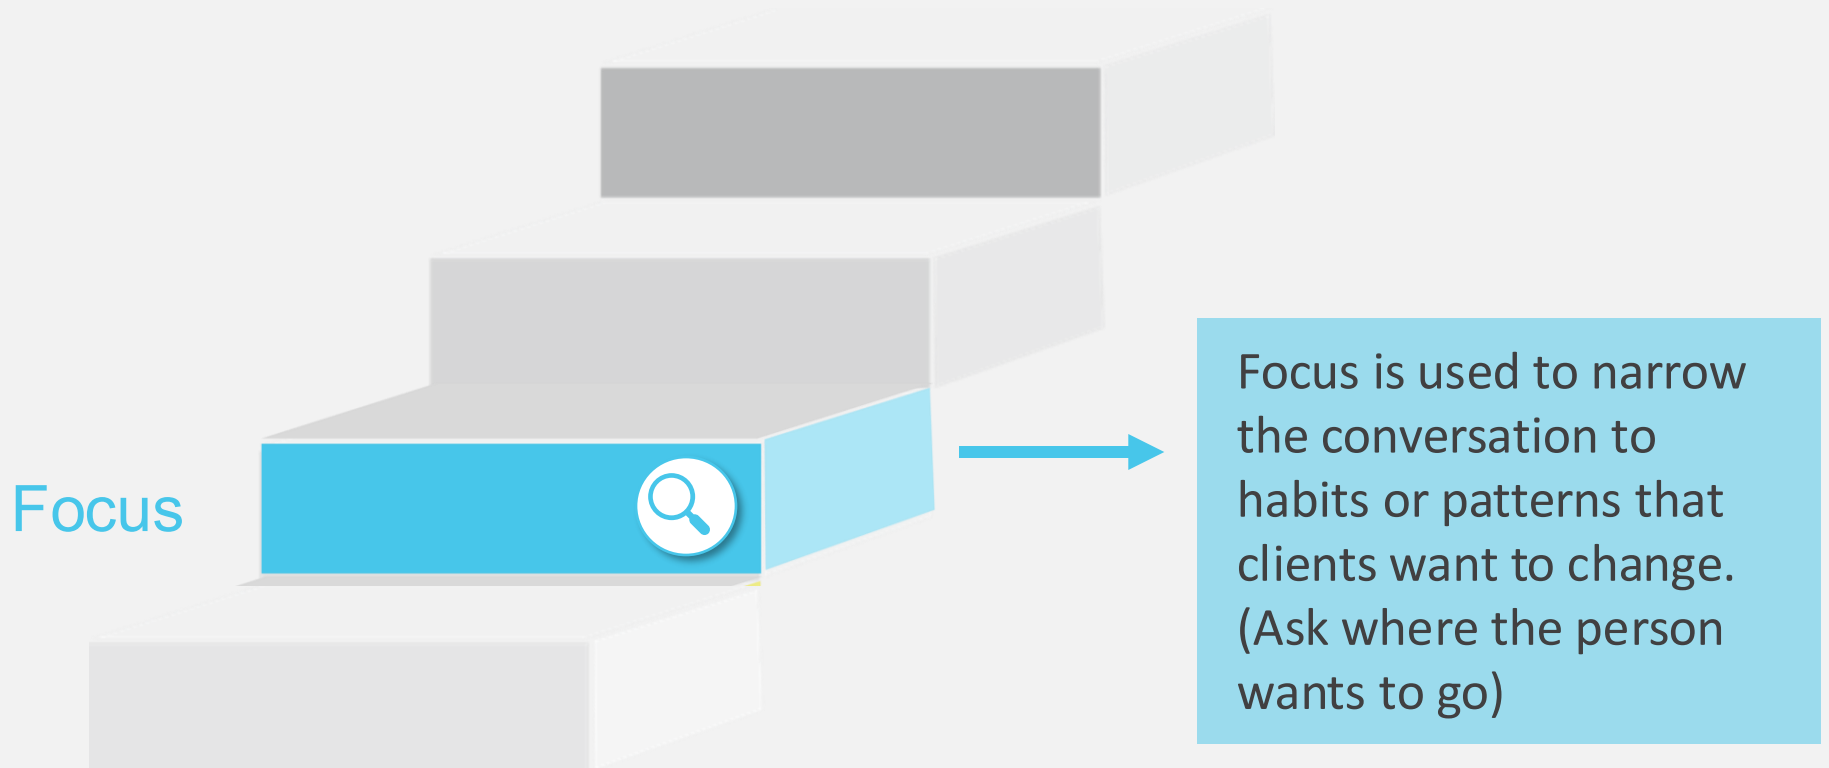 Focus
Focus is used to narrow
the conversation to
habits or patterns that
clients want to change.
(Ask where the person
wants to go)